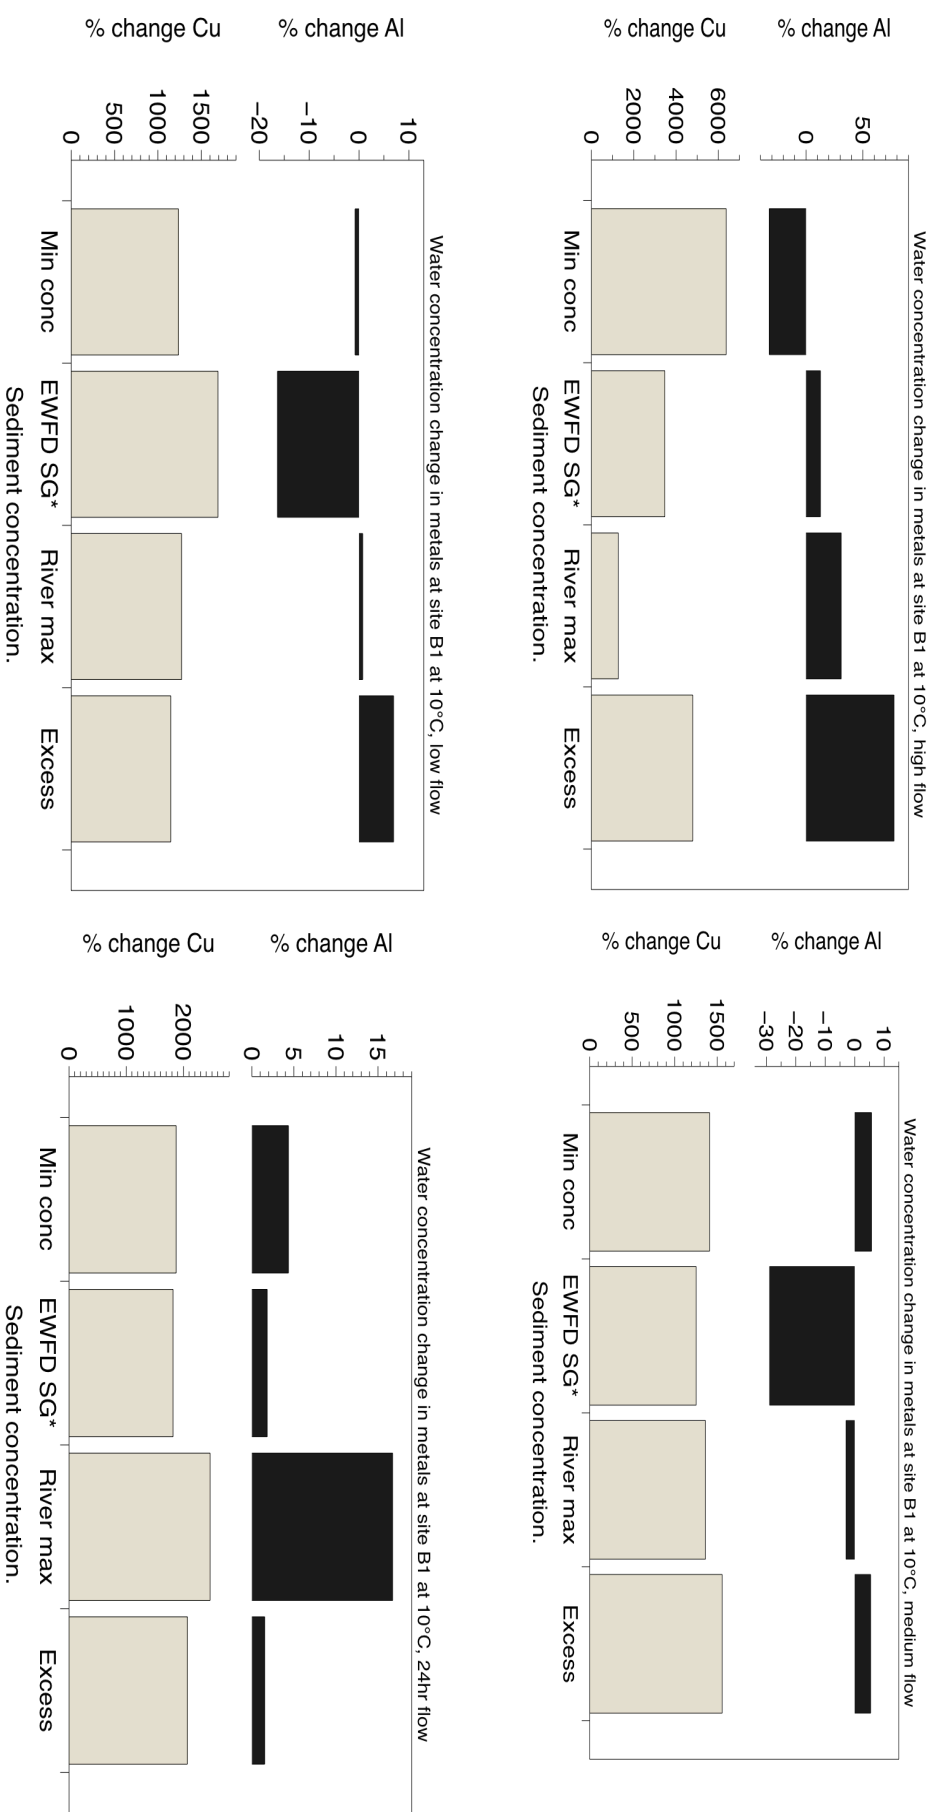 Water concentration change in metals at site B1 at 10°C, low flow
% change Al
10
0
−10
−20
% change Cu
1500
1000
500
0
Min conc
EWFD SG*
River max
Excess
Sediment concentration.
Water concentration change in metals at site B1 at 10°C, high flow
% change Al
50
0
% change Cu
6000
4000
2000
0
Min conc
EWFD SG*
River max
Excess
Sediment concentration.
Water concentration change in metals at site B1 at 10°C, 24hr flow
% change Al
15
10
5
0
% change Cu
2000
1000
0
Min conc
EWFD SG*
River max
Excess
Sediment concentration.
Water concentration change in metals at site B1 at 10°C, medium flow
% change Al
10
0
−10
−20
−30
% change Cu
1500
1000
500
0
Min conc
EWFD SG*
River max
Excess
Sediment concentration.